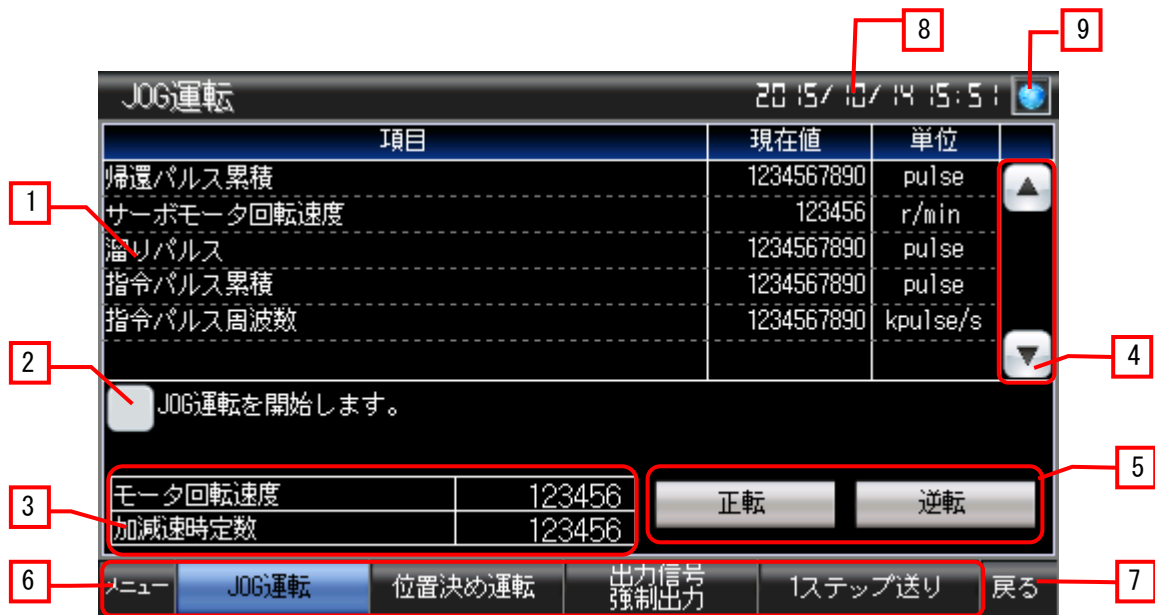 8 9
JOG運転 2015/10/14 15:51
項目 現在値 単位
帰還パルス累積 1234567890 pulse
1
サーボモータ回転速度 123456 r/min
溜りパルス 1234567890 pulse
指令パルス累積 1234567890 pulse
指令パルス周波数 1234567890 kpulse/s
2 4
JOG運転を開始します。
5
3
モータ回転速度 123456 正転 逆転
加減速時定数 123456
6 メニュー JOG運転 位置決め運転 出力信号 1ステップ送り 戻る 7
強制出力